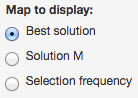 Map to display:
Best solution
Solution M
Selection frequency